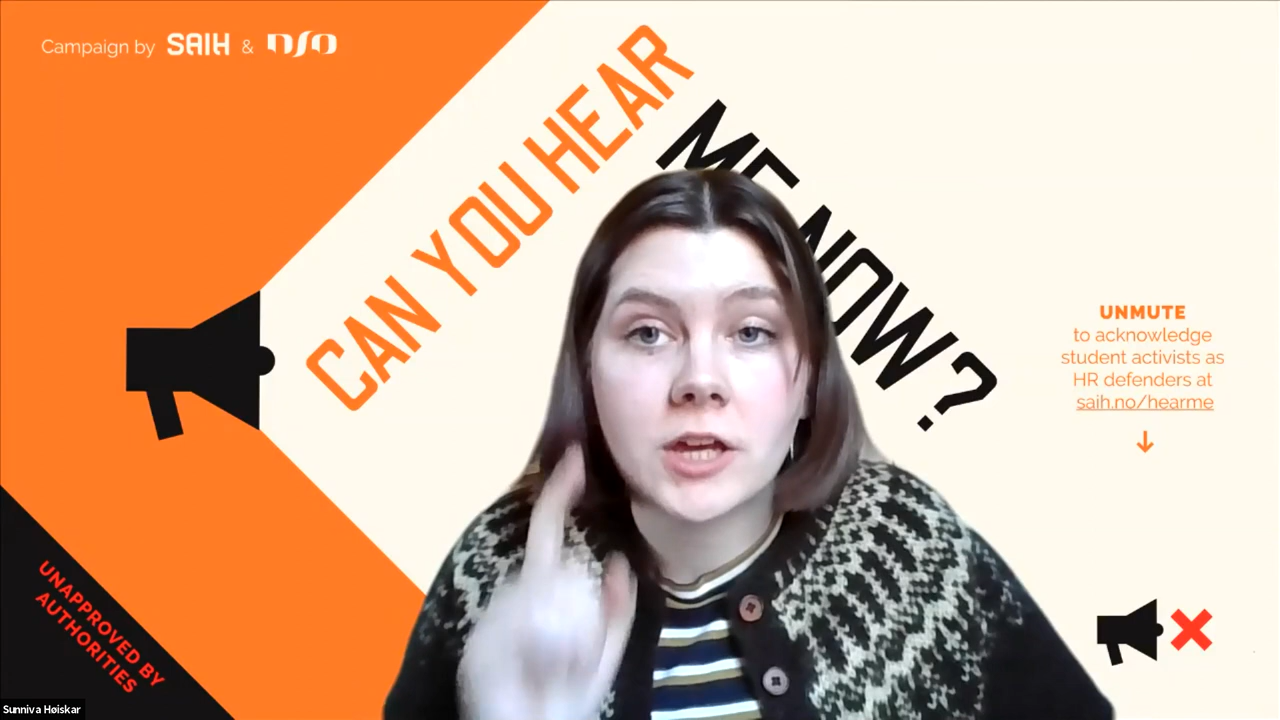 Campaign by SAIH & NSO
CAN YOU HEAR
ME NOW?
UNMUTE
to acknowledge
student activists as
HR defenders at
saih.no/hearme
UNAPPROVED BY
AUTHORITIES
Sunniva Høiskar